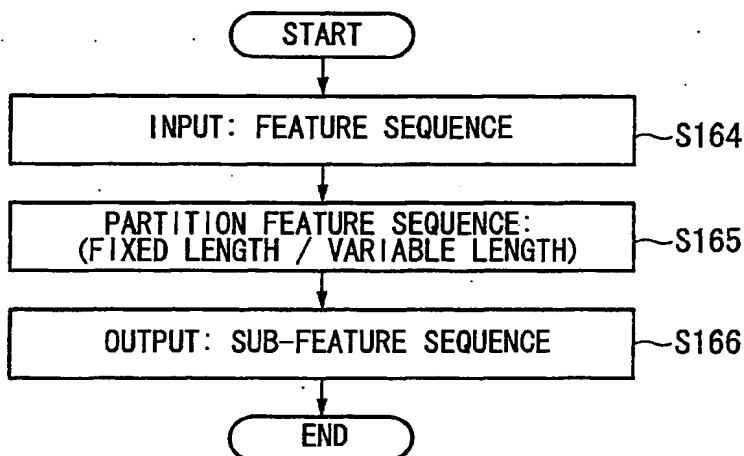 START
INPUT: FEATURE SEQUENCE
S164
PARTITION FEATURE SEQUENCE:
(FIXED LENGTH / VARIABLE LENGTH)
S165
OUTPUT: SUB-FEATURE SEQUENCE
S166
END